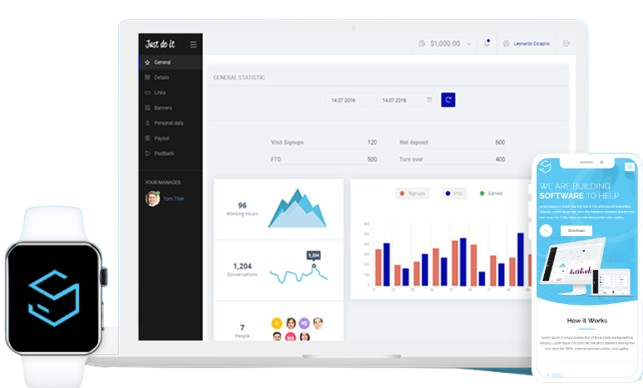 Just do it
$1,000.00
Leonardo Dicaprio
General
Details
Links
Banners
Personal data
Payout
Postback
YOUR MANAGER
Tom Tiser
GENERAL STATISTIC
14.07.2016
14.07.2016
Visit Signups 120 Net deposit 600
FTD 500 Turn over 400
96
Working Hours
1,204
1,204
Conversations
7
People
Signups
FTD
Earned
WE ARE BUILDING
SOFTWARE TO HELP
Download
How it Works